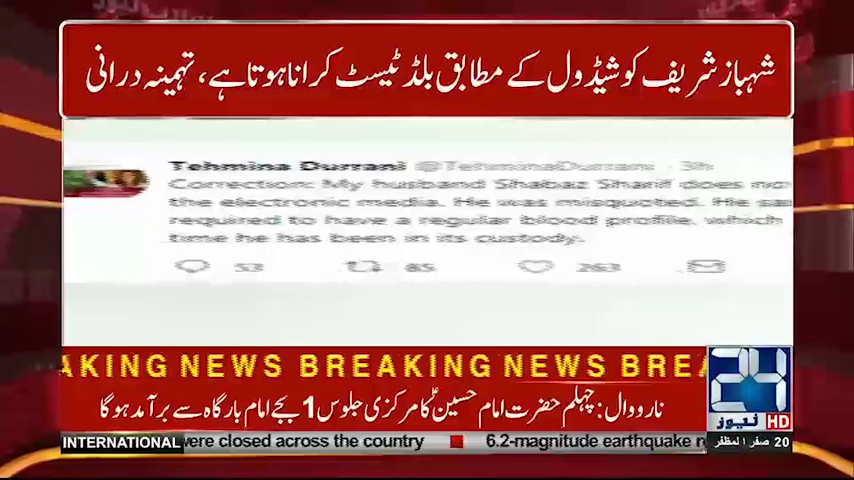 شہباز شریف کو شیڈول کے مطابق بلڈ ٹیسٹ کرانا ہوتا ہے، تہمینہ درانی
Tehmina Durrani @TehminaDurrani · 3h
Correction: My husband Shabaz Sharif does no
the electronic media. He was misquoted. He sa
required to have a regular blood profile, which
time he has been in its custody.
53 85 263
AKING NEWS BREAKING NEWS BREA
نارووال: چہلم حضرت امام حسینؑ کا مرکزی جلوس 1 بجے امام بارگاہ سے برآمد ہوگا
24
نیوز HD
INTERNATIONAL were closed across the country 6.2-magnitude earthquake r
20 صفر المظفر